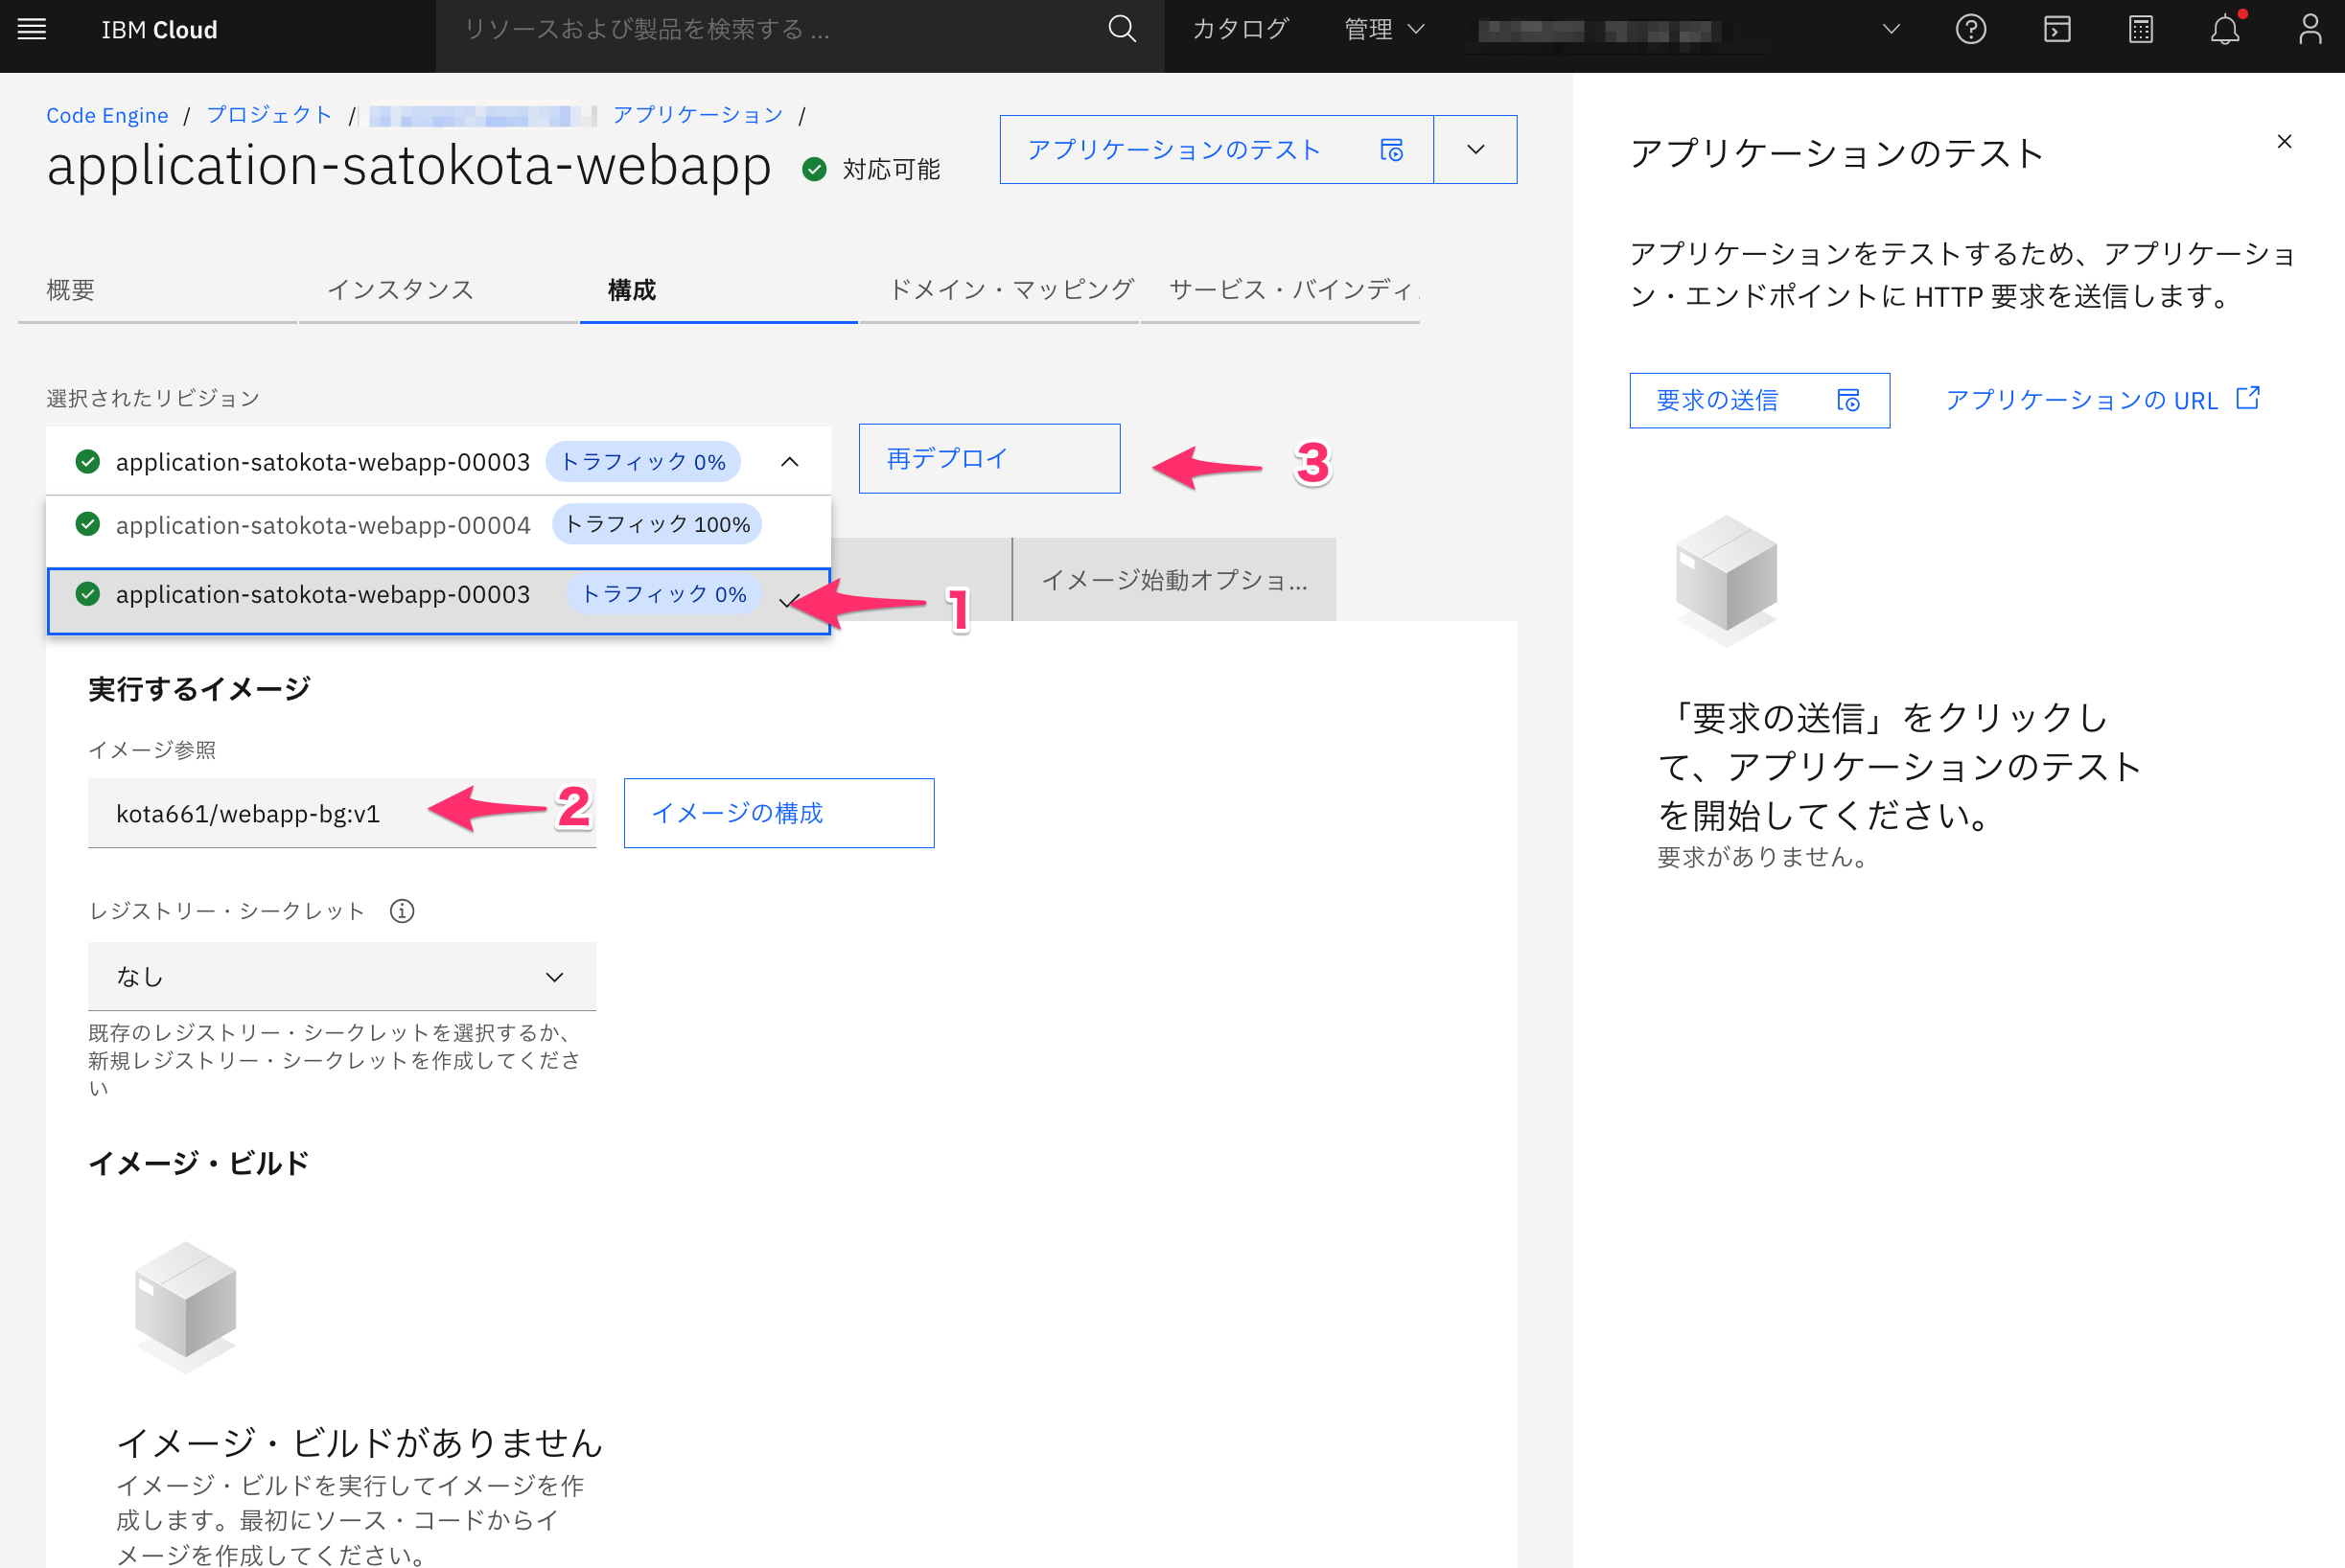 IBM Cloud
リソースおよび製品を検索する ...
カタログ
管理
Code Engine / プロジェクト / アプリケーション /
application-satokota-webapp
対応可能
アプリケーションのテスト
概要
インスタンス
構成
ドメイン・マッピング
サービス・バインディ
選択されたリビジョン
application-satokota-webapp-00003 トラフィック 0%
再デプロイ
3
application-satokota-webapp-00004 トラフィック 100%
application-satokota-webapp-00003 トラフィック 0%
1
イメージ始動オプショ...
実行するイメージ
イメージ参照
kota661/webapp-bg:v1
2
イメージの構成
レジストリー・シークレット
なし
既存のレジストリー・シークレットを選択するか、
新規レジストリー・シークレットを作成してくださ
い
イメージ・ビルド
イメージ・ビルドがありません
イメージ・ビルドを実行してイメージを作
成します。最初にソース・コードからイ
メージを作成してください。
アプリケーションのテスト
アプリケーションをテストするため、アプリケーショ
ン・エンドポイントに HTTP 要求を送信します。
要求の送信
アプリケーションの URL
「要求の送信」をクリックし
て、アプリケーションのテスト
を開始してください。
要求がありません。